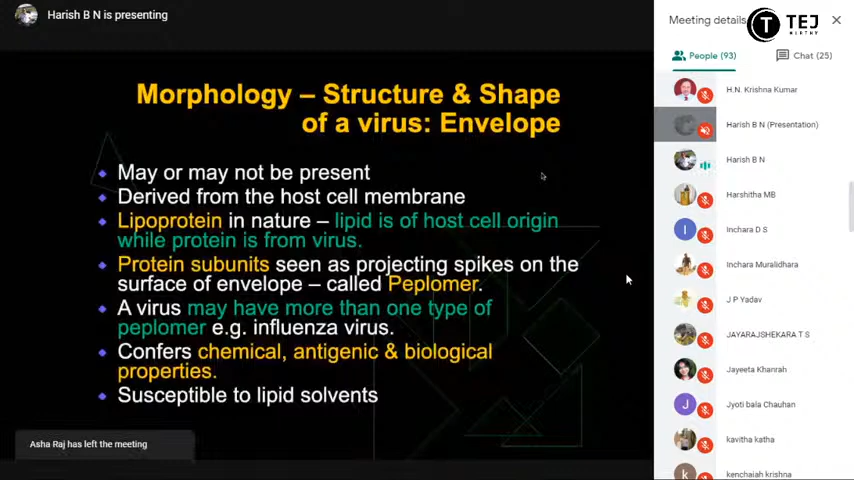 Harish B N is presenting
Morphology – Structure & Shape
of a virus: Envelope
May or may not be present
Derived from the host cell membrane
Lipoprotein in nature – lipid is of host cell origin
while protein is from virus.
Protein subunits seen as projecting spikes on the
surface of envelope – called Peplomer.
A virus may have more than one type of
peplomer e.g. influenza virus.
Confers chemical, antigenic & biological
properties.
Susceptible to lipid solvents
Asha Raj has left the meeting
Meeting details
T TEJ
People (93)
Chat (25)
H.N. Krishna Kumar
Harish B N (Presentation)
Harish B N
Harshitha MB
I
Inchara D S
Inchara Muralidhara
J P Yadav
JAYARAJSHEKARA T S
Jayeeta Khanrah
J
Jyoti bala Chauhan
kavitha katha
k
kenchaiah krishna